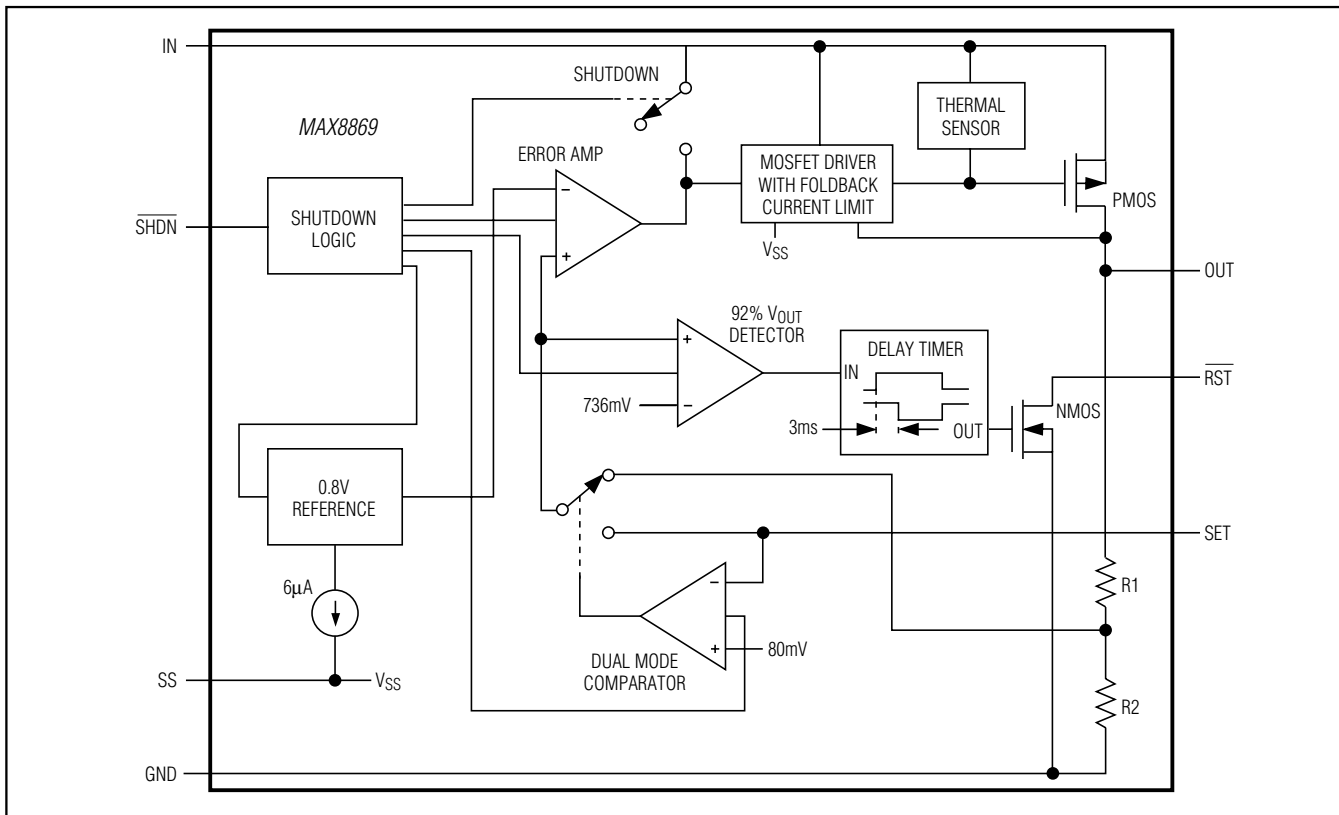 IN
SHUTDOWN
MAX8869
THERMAL
SENSOR
ERROR AMP
MOSFET DRIVER
WITH FOLDBACK
CURRENT LIMIT
−
+
PMOS
SHDN
SHUTDOWN
LOGIC
VSS
OUT
92% VOUT
DETECTOR
DELAY TIMER
+
−
IN
RST
736mV
NMOS
3ms
OUT
0.8V
REFERENCE
SET
−
R1
6μA
+
80mV
DUAL MODE
COMPARATOR
SS
VSS
R2
GND